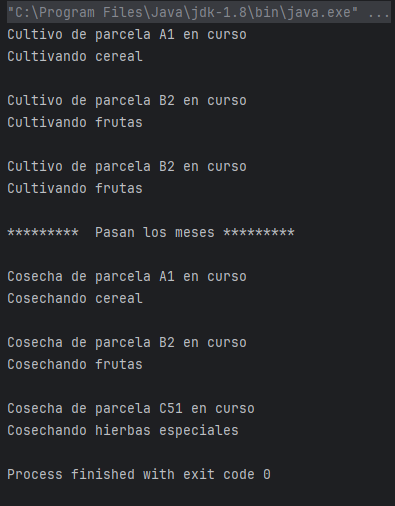 "C:\Program Files\Java\jdk-1.8\bin\java.exe" ...
Cultivo de parcela A1 en curso
Cultivando cereal
Cultivo de parcela B2 en curso
Cultivando frutas
Cultivo de parcela B2 en curso
Cultivando frutas
*********  Pasan los meses *********
Cosecha de parcela A1 en curso
Cosechando cereal
Cosecha de parcela B2 en curso
Cosechando frutas
Cosecha de parcela C51 en curso
Cosechando hierbas especiales
Process finished with exit code 0